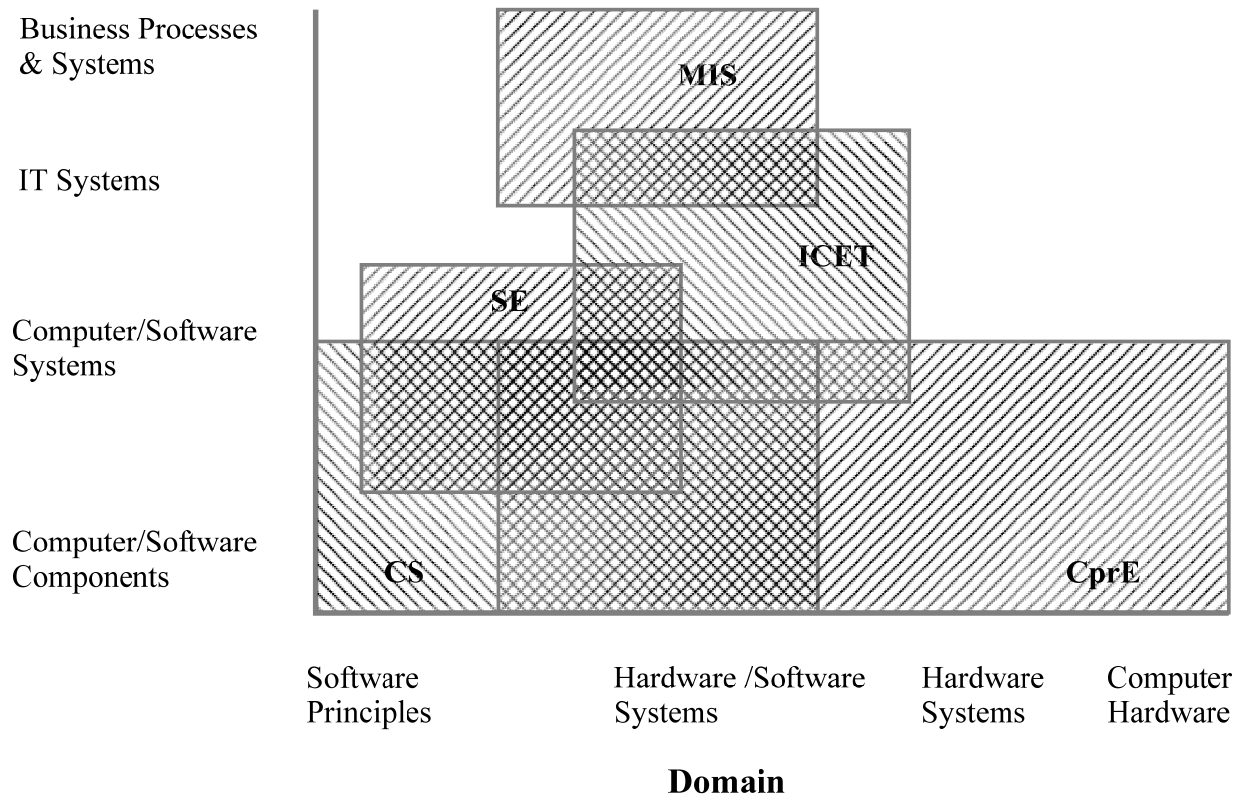 Business Processes
& Systems
MIS
IT Systems
ICET
SE
Computer/Software
Systems
Computer/Software
Components
CS
CprE
Software
Principles
Hardware /Software
Systems
Hardware
Systems
Computer
Hardware
Domain